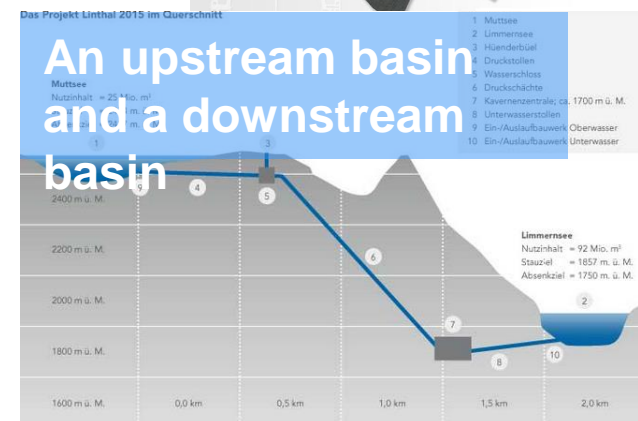 Das Projekt Linthal 2015 im Querschnitt
An upstream basin
and a downstream
basin
1 Muttsee
2 Limmernsee
3 Hüenderbüel
4 Druckstollen
5 Wasserschloss
6 Druckschächte
7 Kavernenzentrale; ca. 1700 m ü. M.
8 Unterwasserstollen
9 Ein-/Auslaufbauwerk Oberwasser
10 Ein-/Auslaufbauwerk Unterwasser
Muttsee
Nutzinhalt = 25 Mio. m³
m ü. M.
m ü. M.
1
3
9
4
5
2400 m ü. M.
2200 m ü. M.
6
Limmernsee
Nutzinhalt = 92 Mio. m³
Stauziel = 1857 m. ü. M.
Absenkziel = 1750 m. ü. M.
2000 m ü. M.
2
7
1800 m ü. M.
8
10
1600 m ü. M.
0,0 km
0,5 km
1,0 km
1,5 km
2,0 km